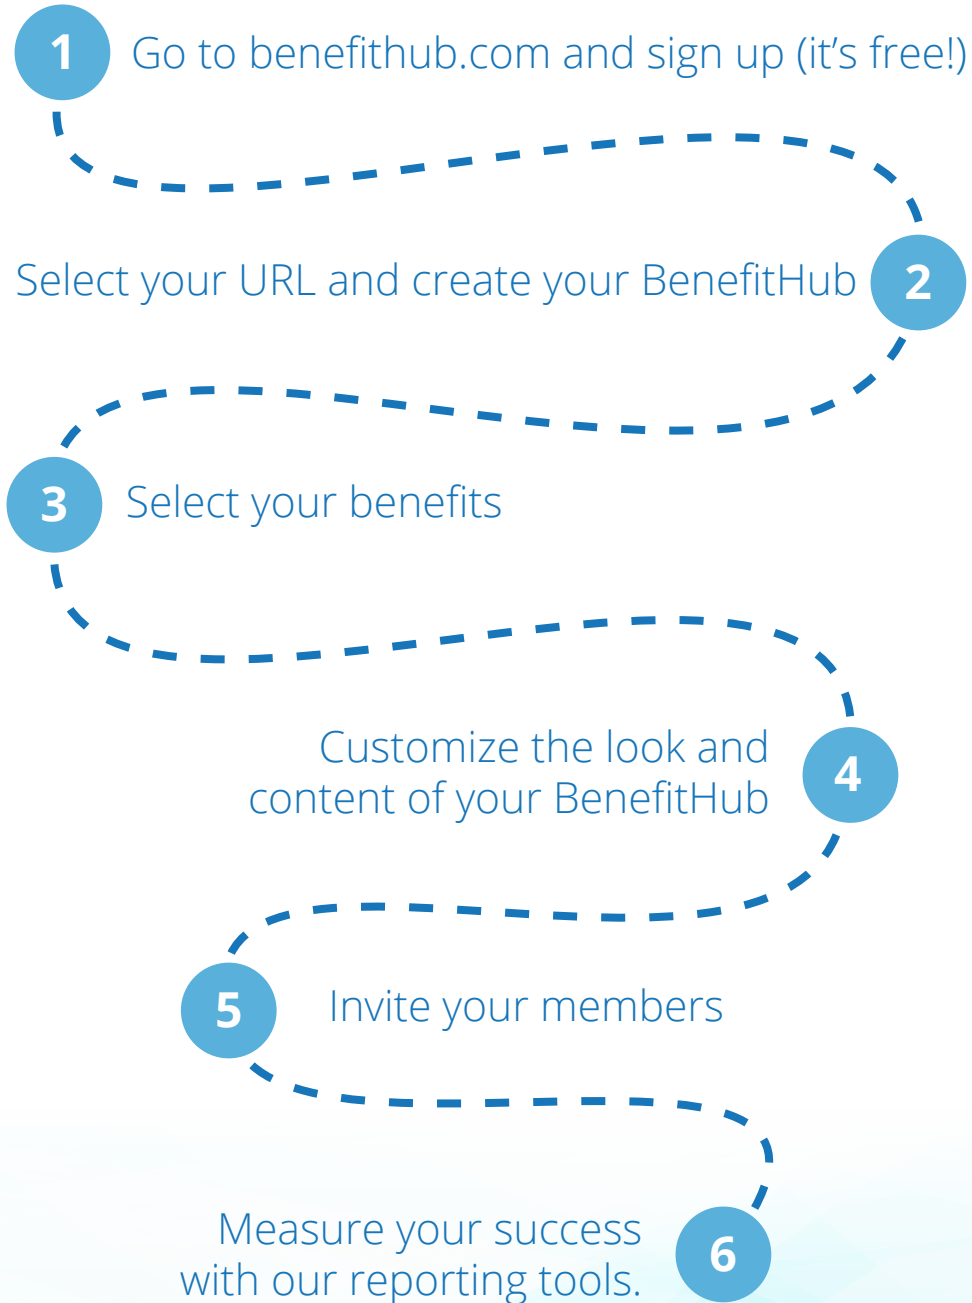 1 Go to benefithub.com and sign up (it’s free!)
Select your URL and create your BenefitHub 2
3 Select your benefits
Customize the look and
content of your BenefitHub
4
5 Invite your members
Measure your success
with our reporting tools.
6